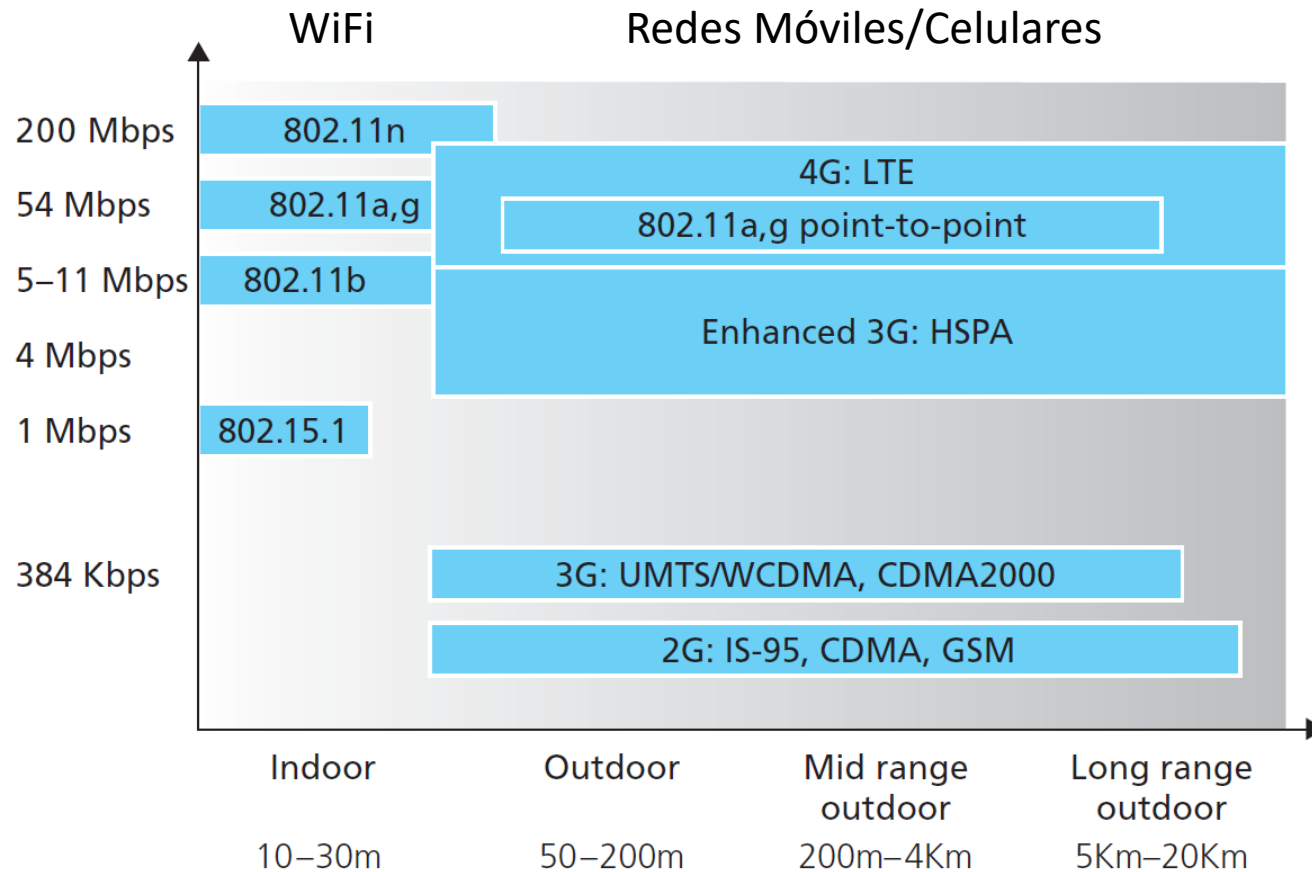 WiFi
Redes Móviles/Celulares
200 Mbps
802.11n
4G: LTE
54 Mbps
802.11a,g
802.11a,g point-to-point
5–11 Mbps
802.11b
Enhanced 3G: HSPA
4 Mbps
1 Mbps
802.15.1
384 Kbps
3G: UMTS/WCDMA, CDMA2000
2G: IS-95, CDMA, GSM
Indoor
Outdoor
Mid range
outdoor
Long range
outdoor
10–30m
50–200m
200m–4Km
5Km–20Km